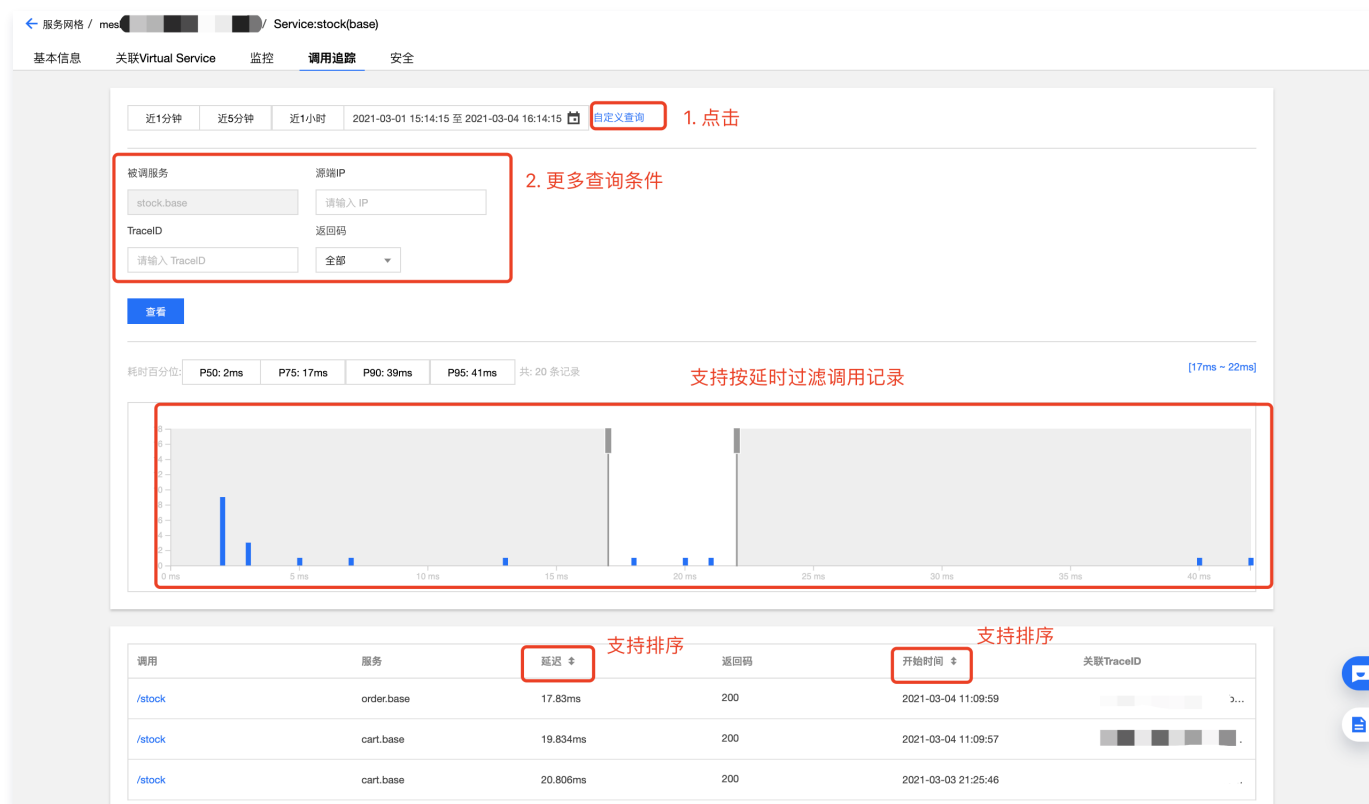 服务网格 / mes / Service:stock(base)
基本信息 关联Virtual Service 监控 调用追踪 安全
近1分钟 近5分钟 近1小时 2021-03-01 15:14:15 至 2021-03-04 16:14:15 自定义查询 1. 点击
被调服务 源端IP
2. 更多查询条件
stock.base 请输入 IP
TraceID 返回码
请输入 TraceID 全部
查看
耗时百分位: P50: 2ms P75: 17ms P90: 39ms P95: 41ms 共: 20 条记录 支持按延时过滤调用记录 [17ms ~ 22ms]
8
6
4
2
0
8
6
4
2
0
0 ms 5 ms 10 ms 15 ms 20 ms 25 ms 30 ms 35 ms 40 ms
支持排序 支持排序
调用 服务 延迟 返回码 开始时间 关联TraceID
/stock order.base 17.83ms 200 2021-03-04 11:09:59
/stock cart.base 19.834ms 200 2021-03-04 11:09:57
/stock cart.base 20.806ms 200 2021-03-03 21:25:46